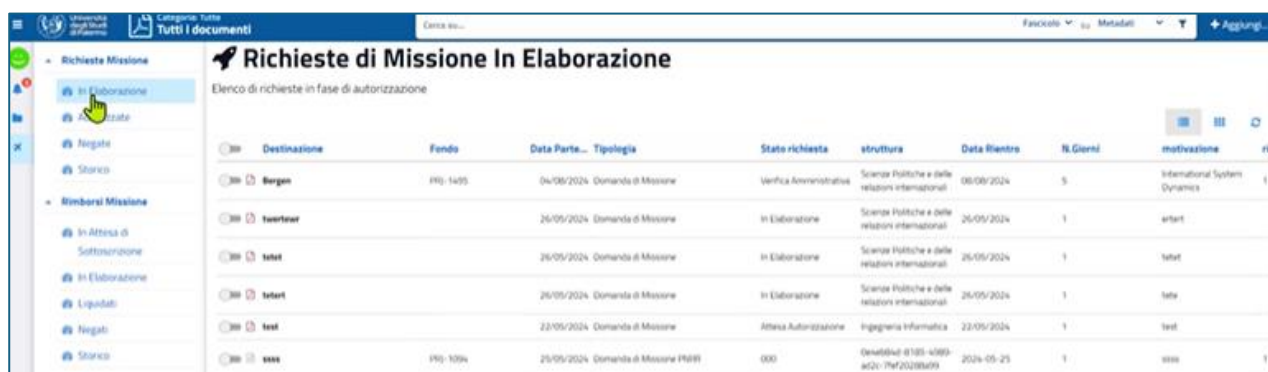 Università
degli Studi
di Palermo
Categoria Tutte
Tutti i documenti
Cerca su...
Fascicolo su Metadati
Aggiungi...
Richieste Missione
In Elaborazione
Negate
Storico
Rimborsi Missione
In Attesa di
Sottoscrizione
In Elaborazione
Liquidati
Negati
Storico
Richieste di Missione In Elaborazione
Elenco di richieste in fase di autorizzazione
Destinazione Fondo Data Parte... Tipologia Stato richiesta struttura Data Rientro N.Giorni motivazione
Bergen PRJ-1495 04/08/2024 Domanda di Missione Verifica Amministrativa Scienze Politiche e delle relazioni internazionali 08/08/2024 5 International System Dynamics
twerteur 26/05/2024 Domanda di Missione In Elaborazione Scienze Politiche e delle relazioni internazionali 26/05/2024 1 ertert
tetet 26/05/2024 Domanda di Missione In Elaborazione Scienze Politiche e delle relazioni internazionali 26/05/2024 1 tetet
tetert 26/05/2024 Domanda di Missione In Elaborazione Scienze Politiche e delle relazioni internazionali 26/05/2024 1 tete
test 22/05/2024 Domanda di Missione Attesa Autorizzazione Ingegneria Informatica 22/05/2024 1 test
ssss PRJ-1094 25/05/2024 Domanda di Missione PNRR 000 2024-05-25 1 ssss